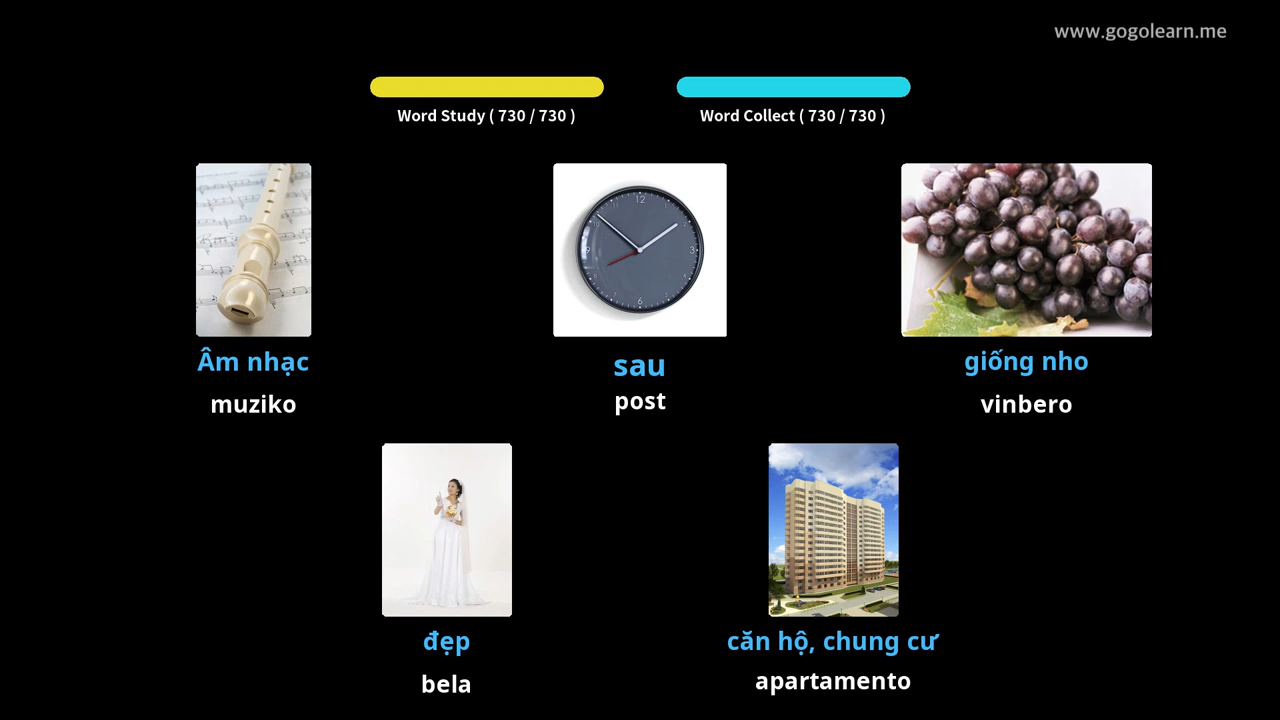 www.gogolearn.me
Word Study ( 730 / 730 )
Word Collect ( 730 / 730 )
Âm nhạc
muziko
sau
post
giống nho
vinbero
đẹp
bela
căn hộ, chung cư
apartamento